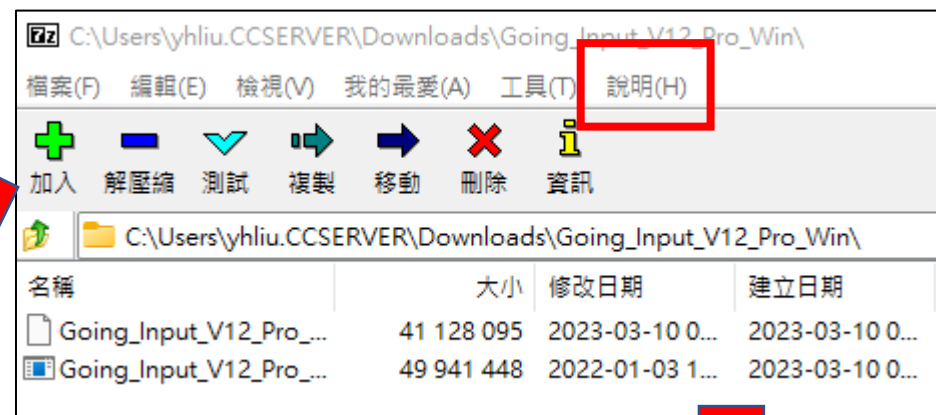 7z C:\Users\yhliu.CCSERVER\Downloads\Going_Input_V12_Pro_Win\
檔案(F) 編輯(E) 檢視(V) 我的最愛(A) 工具(T) 說明(H)
加入 解壓縮 測試 複製 移動 刪除 資訊
C:\Users\yhliu.CCSERVER\Downloads\Going_Input_V12_Pro_Win\
名稱 大小 修改日期 建立日期
Going_Input_V12_Pro_... 41 128 095 2023-03-10 0... 2023-03-10 0...
Going_Input_V12_Pro_... 49 941 448 2022-01-03 1... 2023-03-10 0...